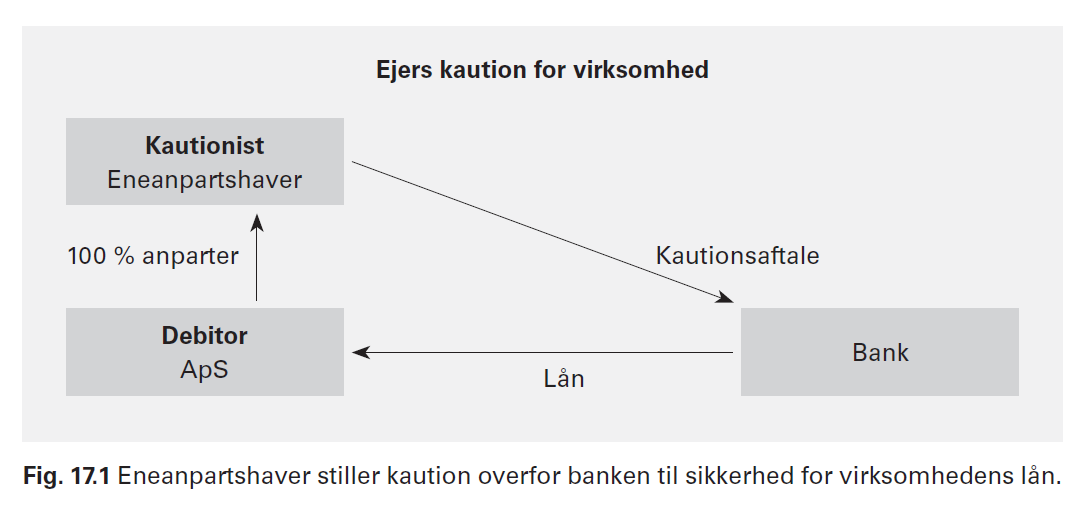 Ejers kaution for virksomhed
Kautionist
Eneanpartshaver
100 % anparter
Kautionsaftale
Debitor
ApS
Bank
Lån
Fig. 17.1 Eneanpartshaver stiller kaution overfor banken til sikkerhed for virksomhedens lån.